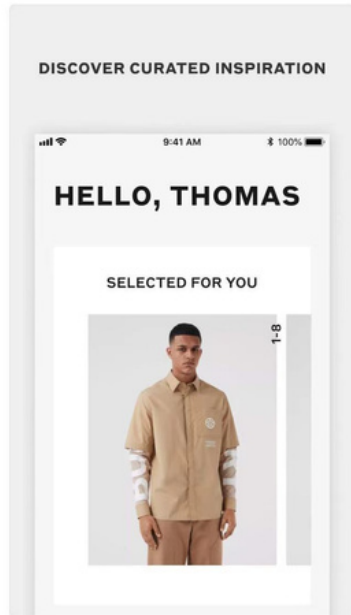 DISCOVER CURATED INSPIRATION
9:41 AM
100%
HELLO, THOMAS
SELECTED FOR YOU
1-8